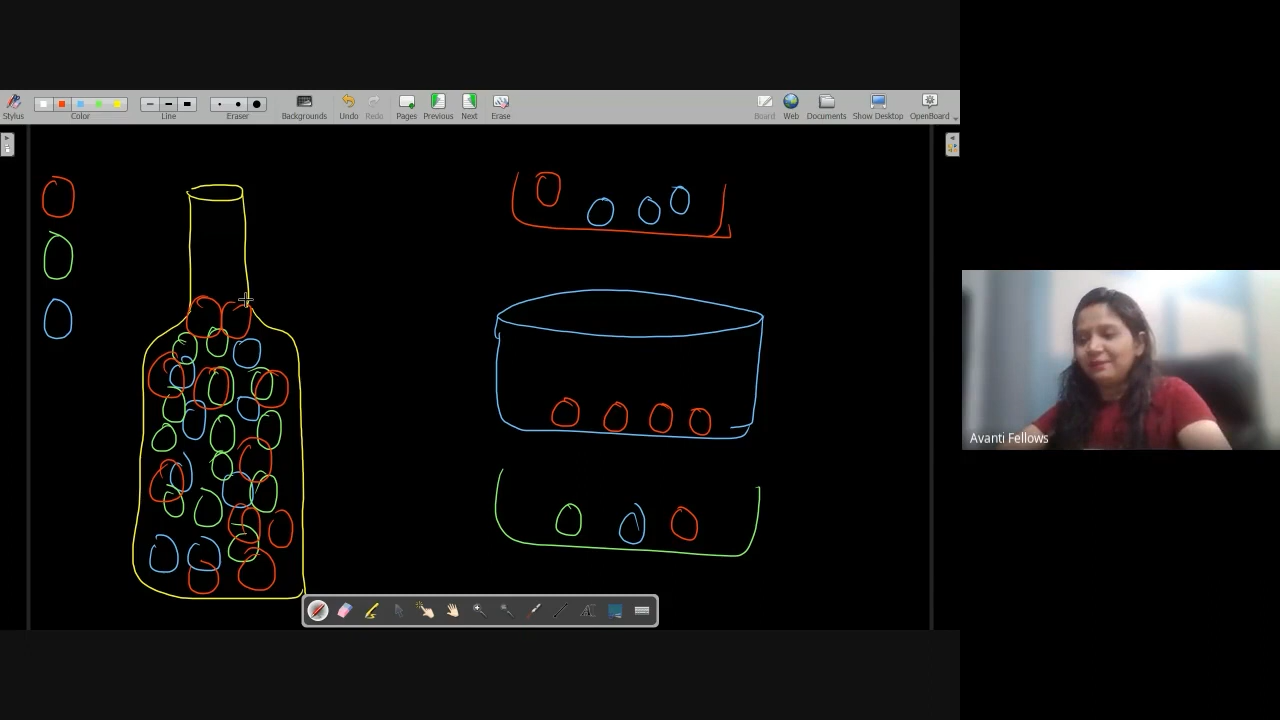 Stylus
Color
Line
Eraser
Backgrounds
Undo
Redo
Pages
Previous
Next
Erase
Board
Web
Documents
Show Desktop
OpenBoard
Avanti Fellows